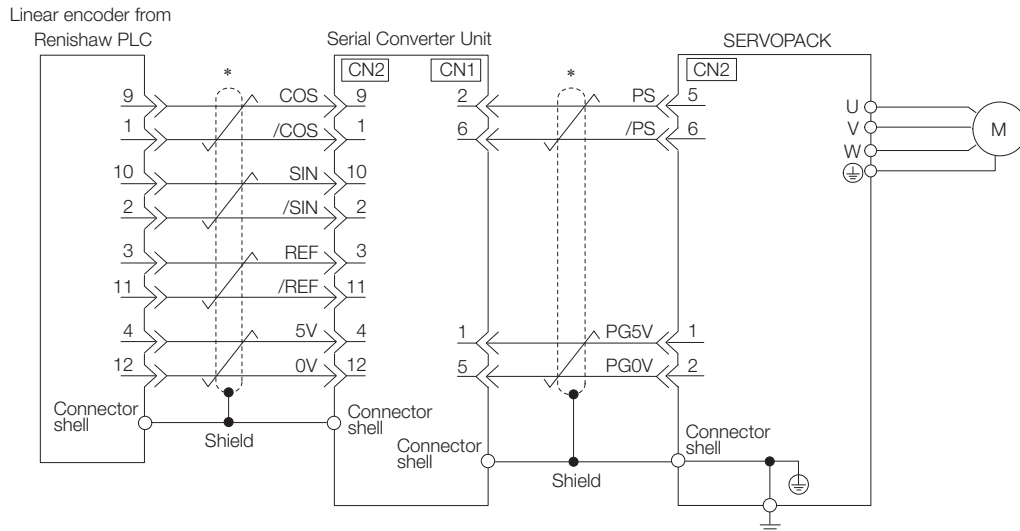 Linear encoder from
Renishaw PLC
Serial Converter Unit
SERVOPACK
CN2
CN1
CN2
*
*
9 COS 9
1 /COS 1
10 SIN 10
2 /SIN 2
3 REF 3
11 /REF 11
4 5V 4
12 0V 12
2 PS 5
6 /PS 6
1 PG5V 1
5 PG0V 2
U
V
W
M
Connector
shell
Shield
Connector
shell
Connector
shell
Shield
Connector
shell